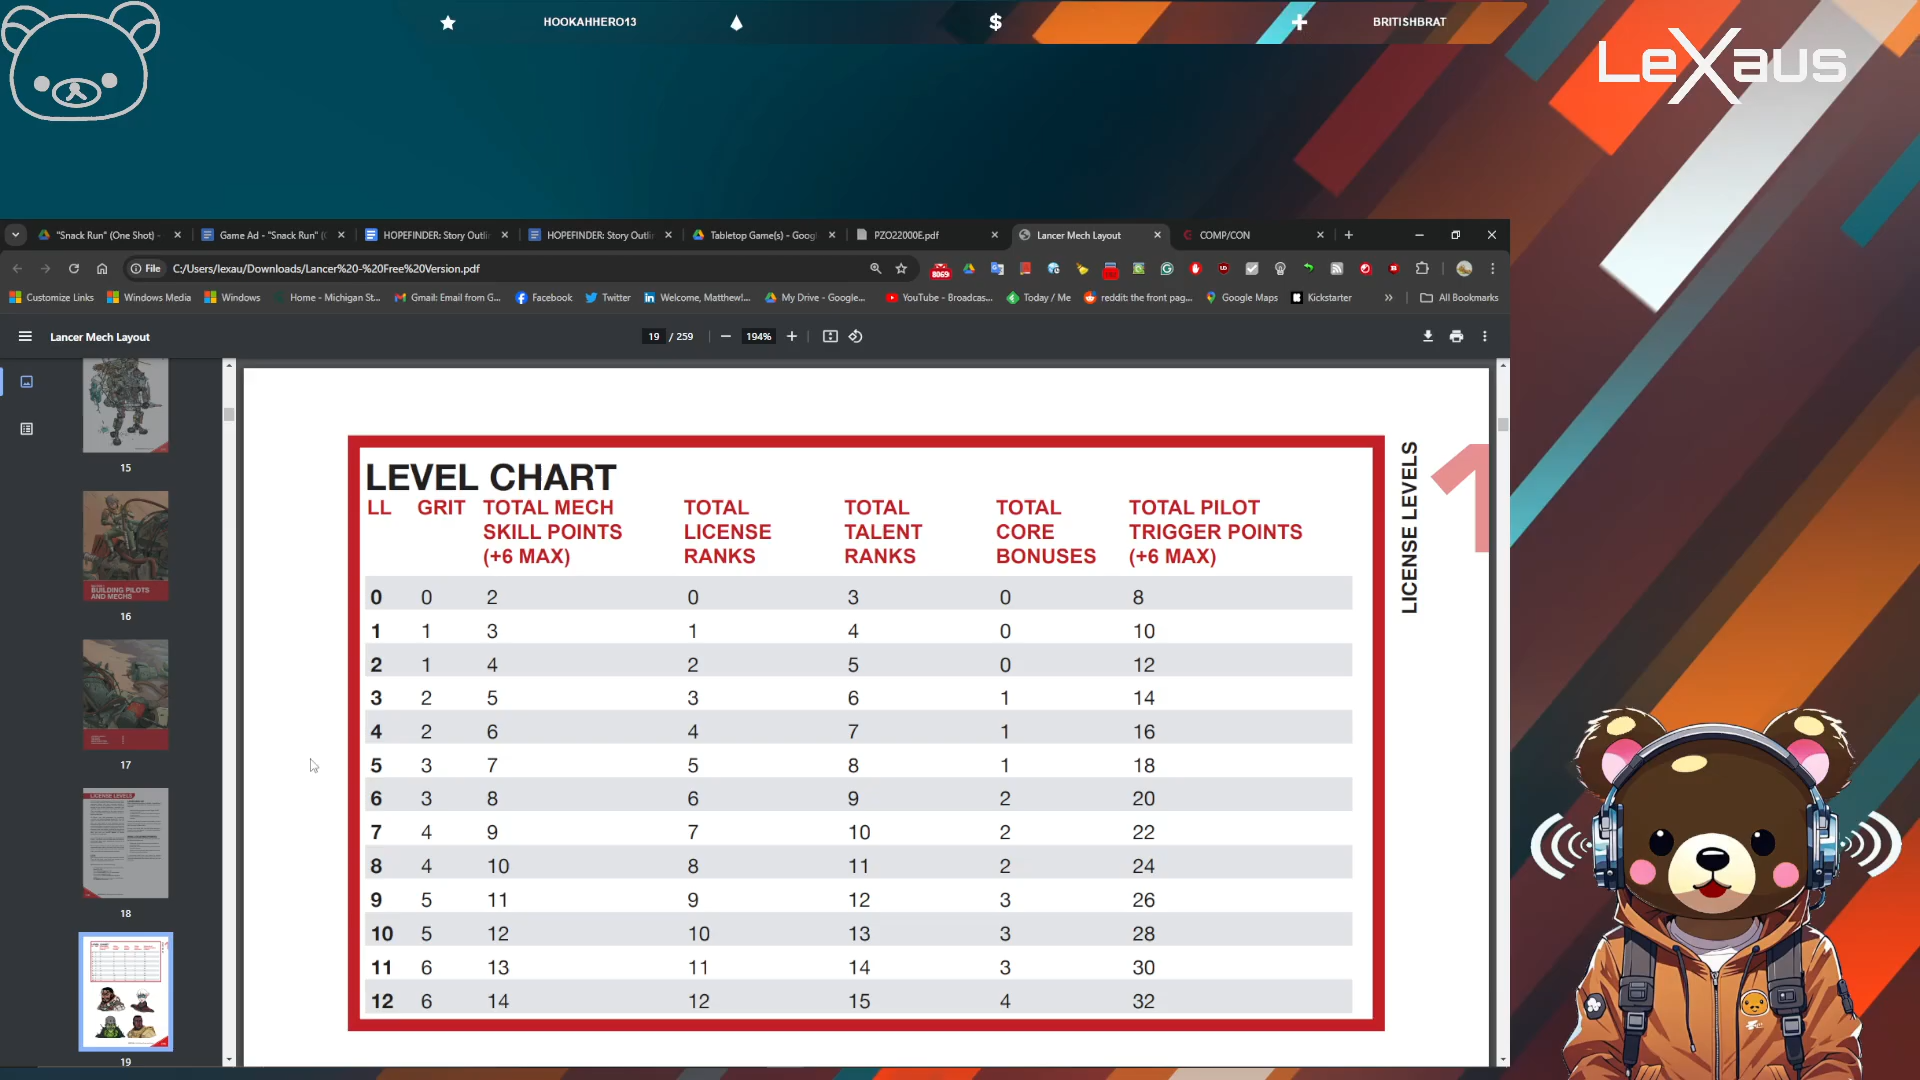 HOOKAHHERO13
$
BRITISHBRAT
LeXaus
"Snack Run" (One Shot) -
Game Ad - "Snack Run" (
HOPEFINDER: Story Outli
HOPEFINDER: Story Outli
Tabletop Game(s) - Goog
PZO22000E.pdf
Lancer Mech Layout
COMP/CON
File
C:/Users/lexau/Downloads/Lancer%20-%20Free%20Version.pdf
8069
Customize Links
Windows Media
Windows
Home - Michigan St...
Gmail: Email from G...
Facebook
Twitter
Welcome, Matthew!...
My Drive - Google...
YouTube - Broadcas...
Today / Me
reddit: the front pag...
Google Maps
Kickstarter
»
All Bookmarks
Lancer Mech Layout
19 / 259
194%
15
BUILDING PILOTS
AND MECHS
16
17
LICENSE LEVELS
18
19
LEVEL CHART
LL GRIT TOTAL MECH SKILL POINTS (+6 MAX) TOTAL LICENSE RANKS TOTAL TALENT RANKS TOTAL CORE BONUSES TOTAL PILOT TRIGGER POINTS (+6 MAX)
0 0 2 0 3 0 8
1 1 3 1 4 0 10
2 1 4 2 5 0 12
3 2 5 3 6 1 14
4 2 6 4 7 1 16
5 3 7 5 8 1 18
6 3 8 6 9 2 20
7 4 9 7 10 2 22
8 4 10 8 11 2 24
9 5 11 9 12 3 26
10 5 12 10 13 3 28
11 6 13 11 14 3 30
12 6 14 12 15 4 32
LICENSE LEVELS
1